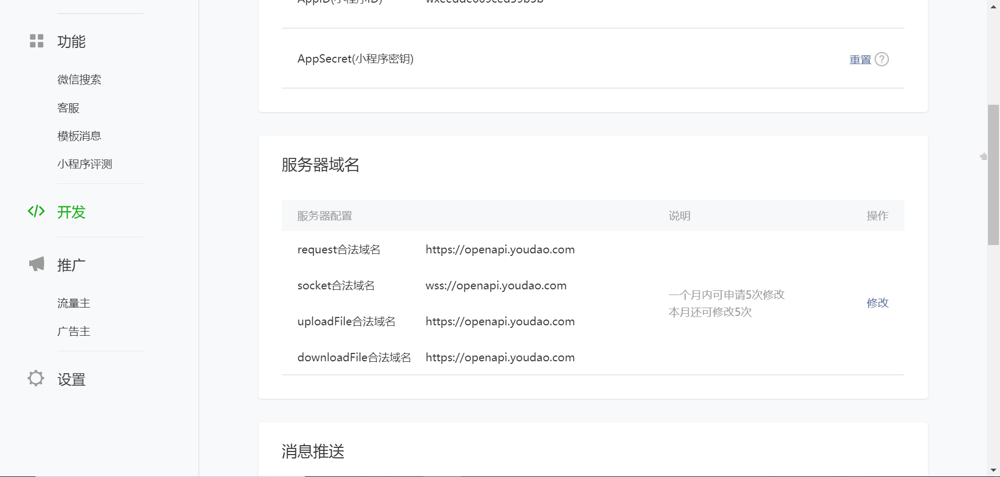 功能
微信搜索
客服
模板消息
小程序评测
开发
推广
流量主
广告主
设置
AppID(小程序ID)
AppSecret(小程序密钥) 重置 ?
服务器域名
服务器配置 说明 操作
request合法域名 https://openapi.youdao.com
socket合法域名 wss://openapi.youdao.com
一个月内可申请5次修改
本月还可修改5次
修改
uploadFile合法域名 https://openapi.youdao.com
downloadFile合法域名 https://openapi.youdao.com
消息推送